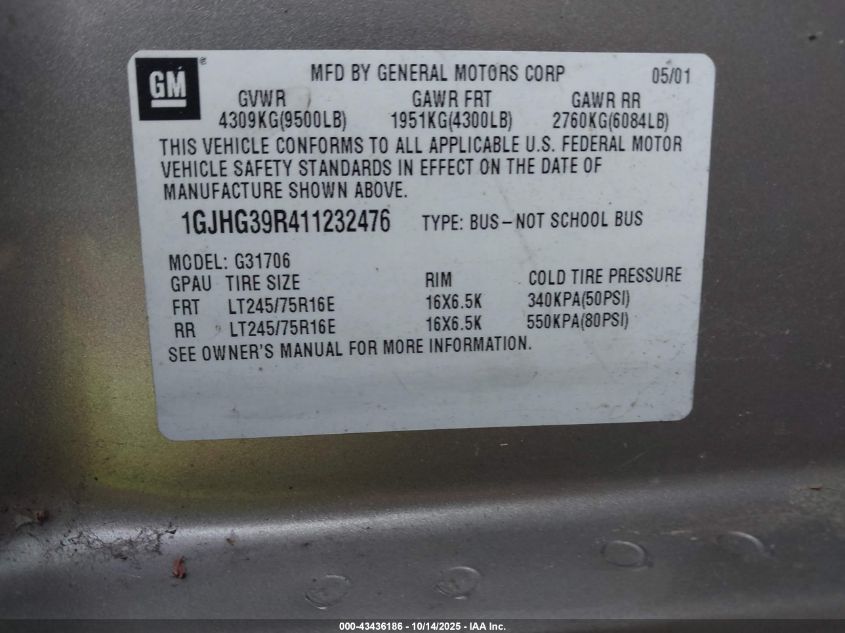 GM ®
MFD BY GENERAL MOTORS CORP 05/01
GVWR GAWR FRT GAWR RR
4309KG(9500LB) 1951KG(4300LB) 2760KG(6084LB)
THIS VEHICLE CONFORMS TO ALL APPLICABLE U.S. FEDERAL MOTOR
VEHICLE SAFETY STANDARDS IN EFFECT ON THE DATE OF
MANUFACTURE SHOWN ABOVE.
1GJHG39R411232476 TYPE: BUS-NOT SCHOOL BUS
MODEL: G31706
GPAU TIRE SIZE RIM COLD TIRE PRESSURE
FRT LT245/75R16E 16X6.5K 340KPA(50PSI)
RR LT245/75R16E 16X6.5K 550KPA(80PSI)
SEE OWNER'S MANUAL FOR MORE INFORMATION.
000-43436186 - 10/14/2025 - IAA Inc.